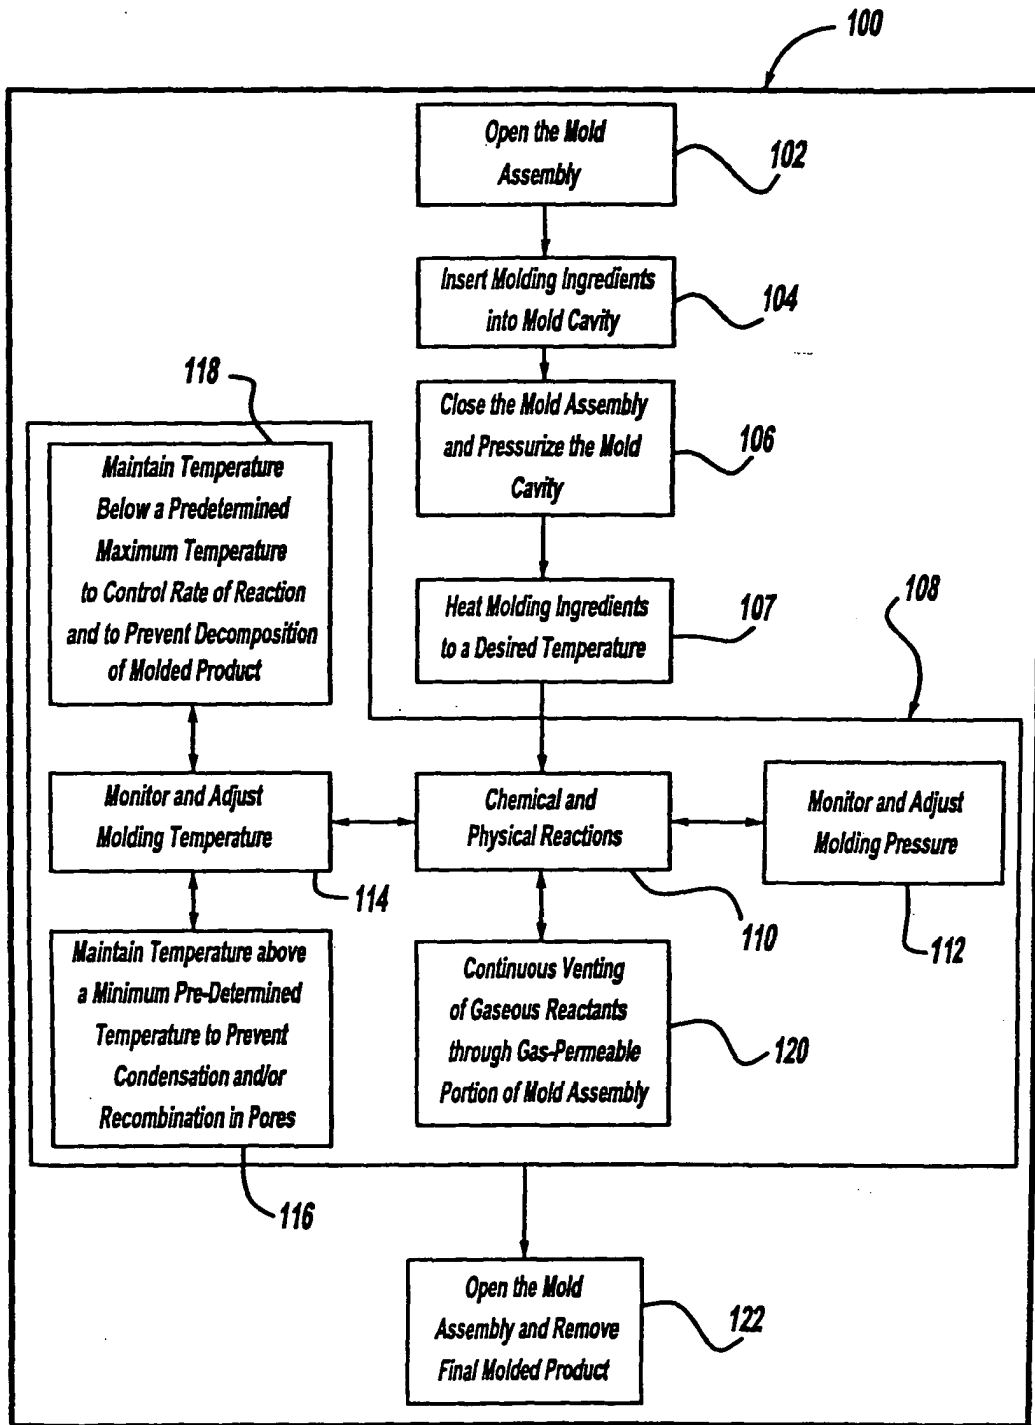 100
Open the Mold
Assembly
102
Insert Molding Ingredients
into Mold Cavity
104
118
Close the Mold Assembly
and Pressurize the Mold
Cavity
106
Maintain Temperature
Below a Predetermined
Maximum Temperature
to Control Rate of Reaction
and to Prevent Decomposition
of Molded Product
Heat Molding Ingredients
to a Desired Temperature
107
108
Monitor and Adjust
Molding Temperature
114
Chemical and
Physical Reactions
110
Monitor and Adjust
Molding Pressure
112
Maintain Temperature above
a Minimum Pre-Determined
Temperature to Prevent
Condensation and/or
Recombination in Pores
116
Continuous Venting
of Gaseous Reactants
through Gas-Permeable
Portion of Mold Assembly
120
Open the Mold
Assembly and Remove
Final Molded Product
122